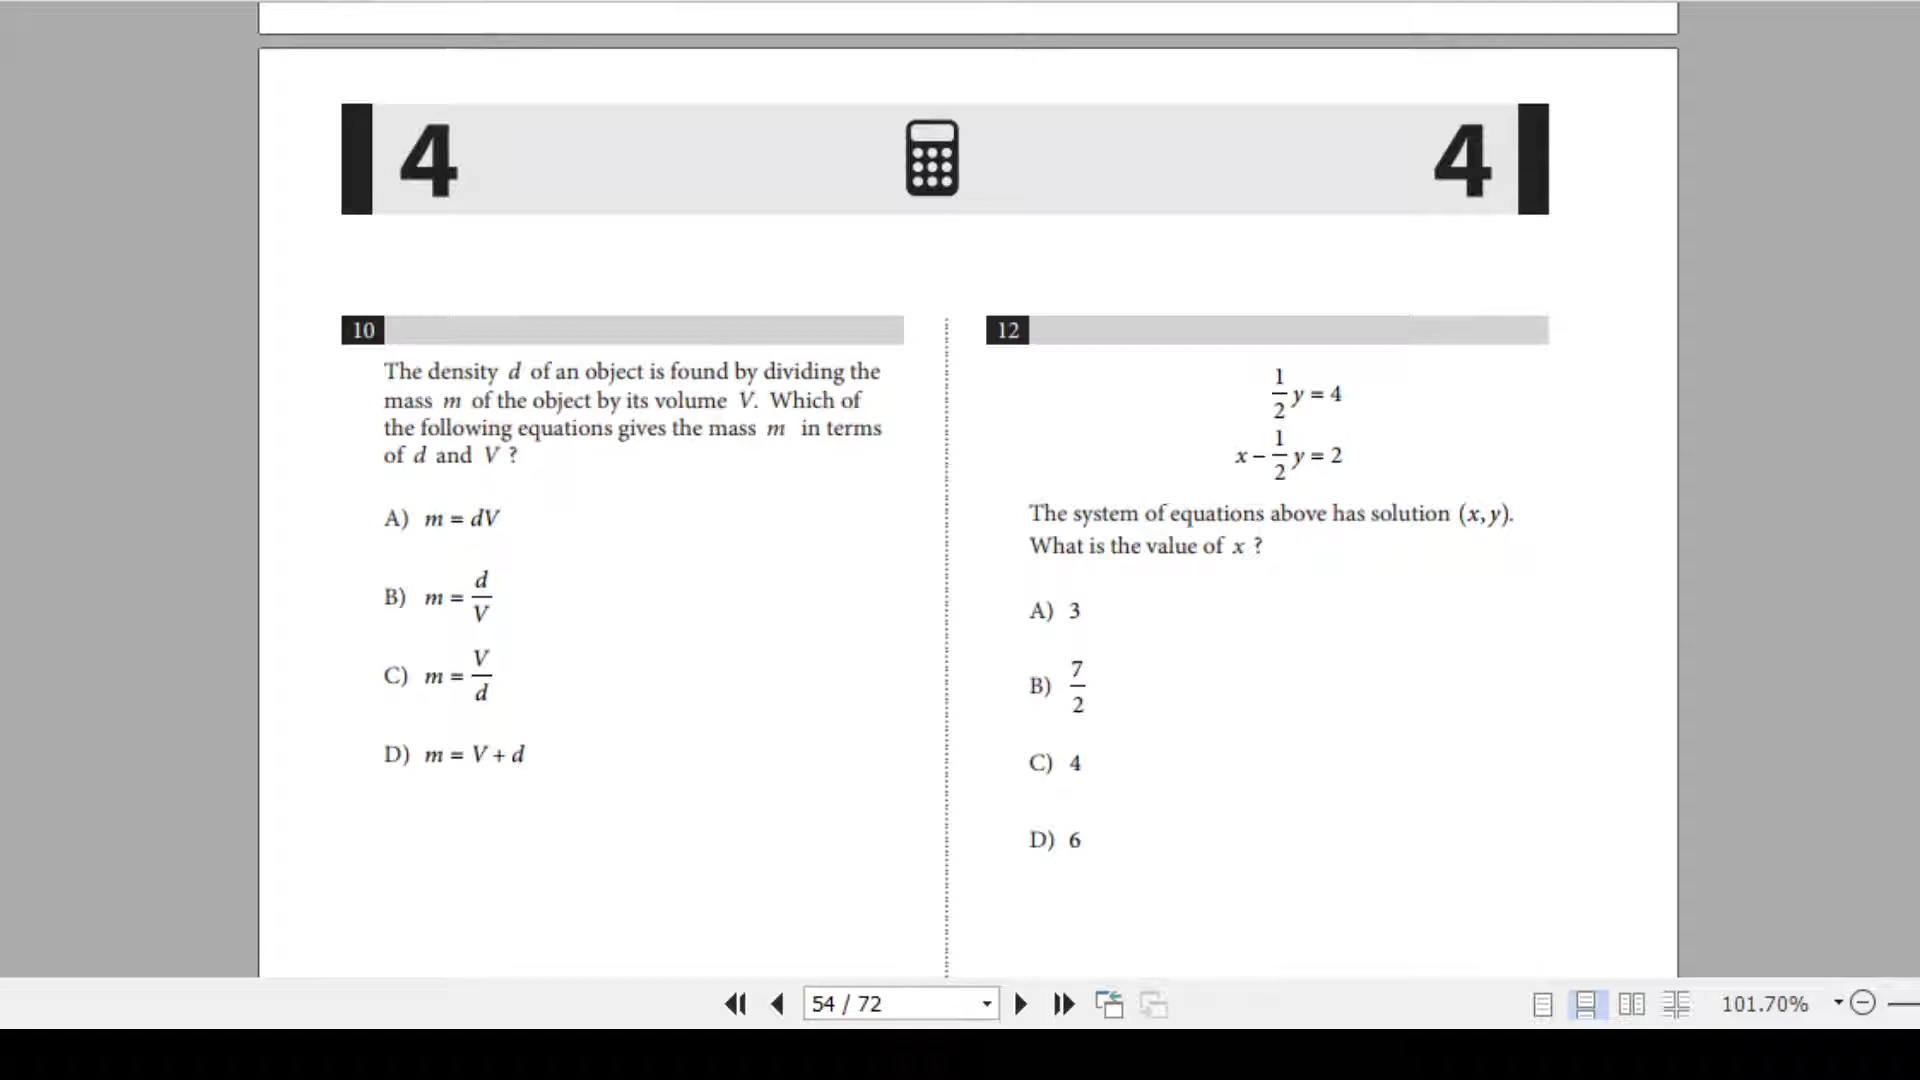 4 4
10
The density d of an object is found by dividing the
mass m of the object by its volume V. Which of
the following equations gives the mass m in terms
of d and V ?
A) m = dV
B) m = d/V
C) m = V/d
D) m = V + d
12
1/2 y = 4
x − 1/2 y = 2
The system of equations above has solution (x, y).
What is the value of x ?
A) 3
B) 7/2
C) 4
D) 6
54 / 72
101.70%